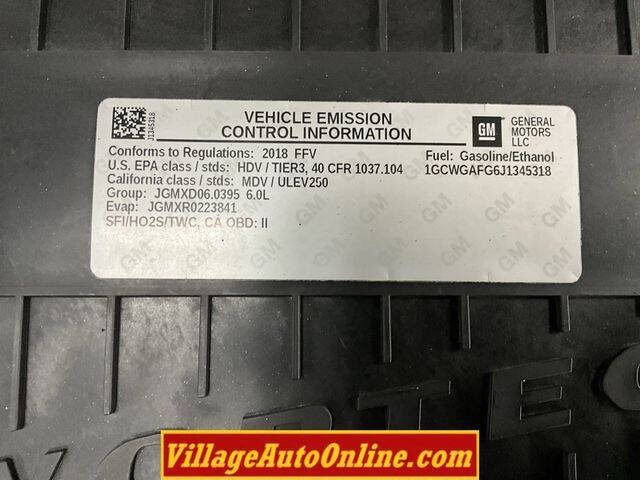 J1345318
VEHICLE EMISSION
CONTROL INFORMATION
GM
GENERAL
MOTORS
LLC
Conforms to Regulations: 2018 FFV
U.S. EPA class / stds: HDV / TIER3, 40 CFR 1037.104
California class / stds: MDV / ULEV250
Group: JGMXD06.0395 6.0L
Evap: JGMXR0223841
SFI/HO2S/TWC, CA OBD: II
Fuel: Gasoline/Ethanol
1GCWGAFG6J1345318
VORTEC
VillageAutoOnline.com